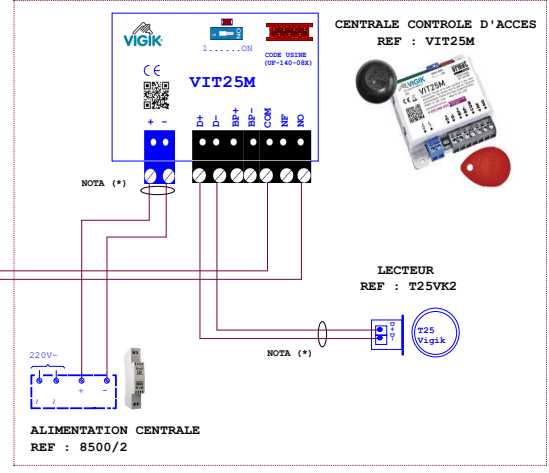 VIGIK®
1......ON
CODE USINE
(UF-140-08X)
CENTRALE CONTROLE D'ACCES
REF : VIT25M
CE
VIT25M
+ -
D+ D- BP+ BP- COM NF NO
VIGIK
VIT25M
NOTA (*)
LECTEUR
REF : T25VK2
D+
D-
T25
Vigik
NOTA (*)
220V~
~ ~ + -
ALIMENTATION CENTRALE
REF : 8500/2